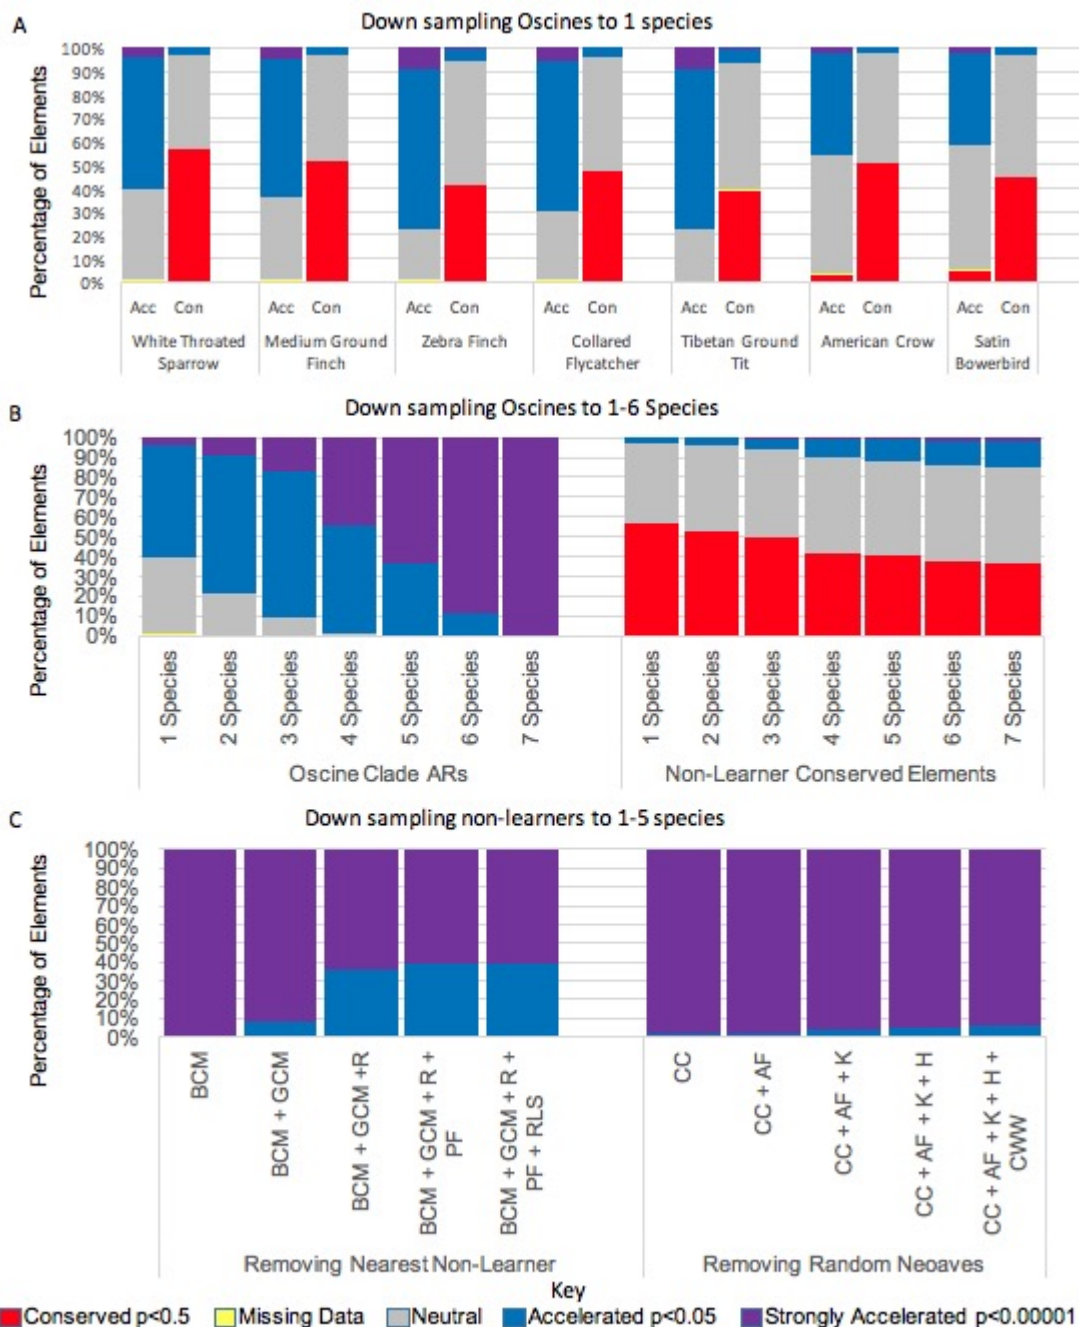 A
Down sampling Oscines to 1 species
Percentage of Elements
100%
90%
80%
70%
60%
50%
40%
30%
20%
10%
0%
Acc Con Acc Con Acc Con Acc Con Acc Con Acc Con Acc Con
White Throated Sparrow
Medium Ground Finch
Zebra Finch
Collared Flycatcher
Tibetan Ground Tit
American Crow
Satin Bowerbird
B
Down sampling Oscines to 1-6 Species
Percentage of Elements
100%
90%
80%
70%
60%
50%
40%
30%
20%
10%
0%
1 Species
2 Species
3 Species
4 Species
5 Species
6 Species
7 Species
1 Species
2 Species
3 Species
4 Species
5 Species
6 Species
7 Species
Oscine Clade ARs
Non-Learner Conserved Elements
C
Down sampling non-learners to 1-5 species
Percentage of Elements
100%
90%
80%
70%
60%
50%
40%
30%
20%
10%
0%
BCM
BCM + GCM
BCM + GCM +R
BCM + GCM + R +
PF
BCM + GCM + R +
PF + RLS
CC
CC + AF
CC + AF + K
CC + AF + K + H
CC + AF + K + H +
CWW
Removing Nearest Non-Learner
Removing Random Neoaves
Key
Conserved p<0.5 Missing Data Neutral Accelerated p<0.05 Strongly Accelerated p<0.00001